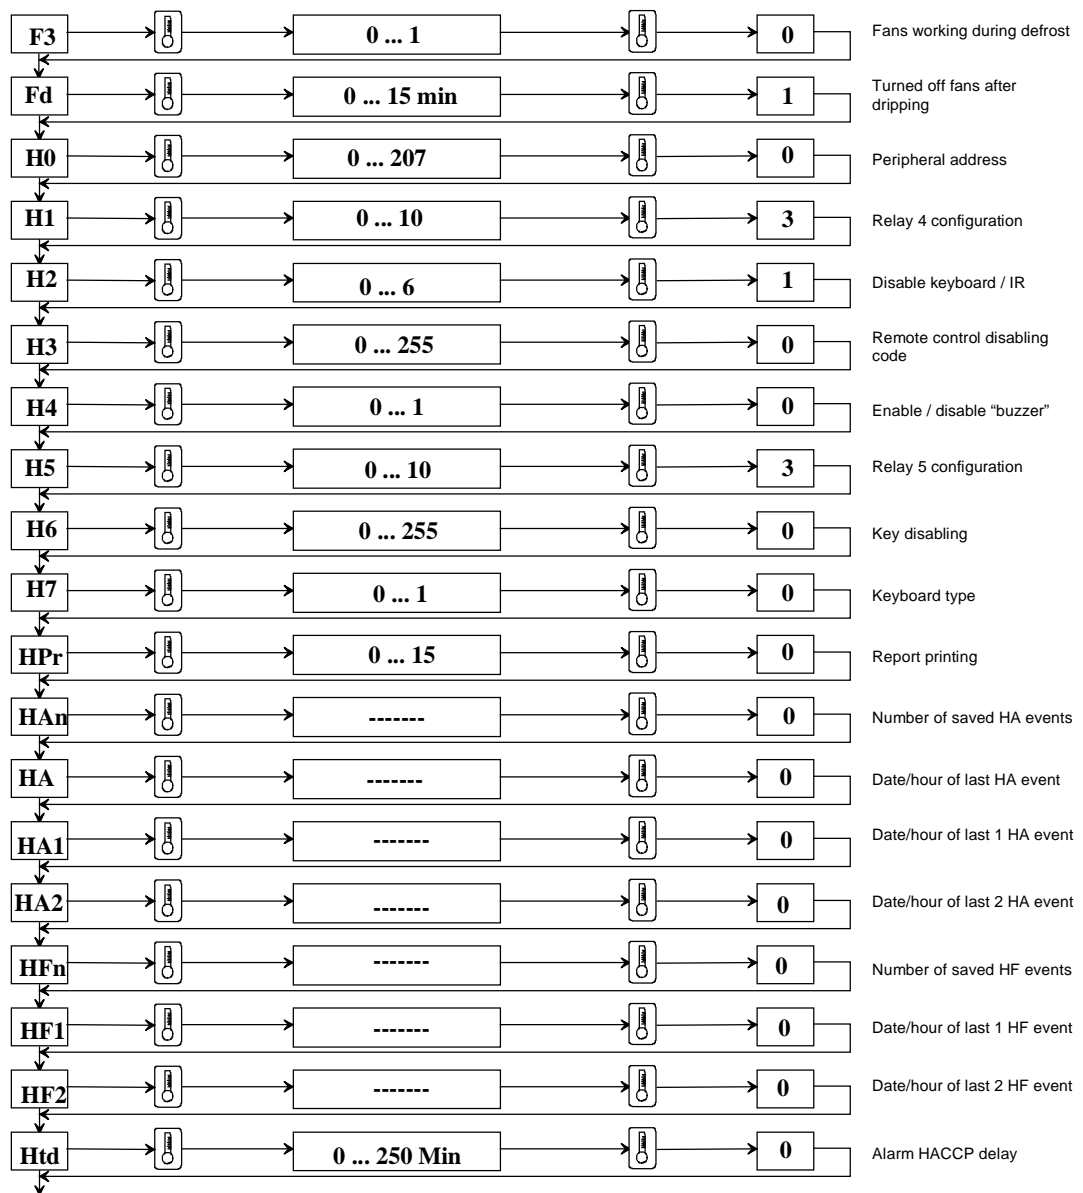 F3 0 ... 1 0 Fans working during defrost
Fd 0 ... 15 min 1 Turned off fans after
dripping
H0 0 ... 207 0 Peripheral address
H1 0 ... 10 3 Relay 4 configuration
H2 0 ... 6 1 Disable keyboard / IR
H3 0 ... 255 0 Remote control disabling
code
H4 0 ... 1 0 Enable / disable “buzzer”
H5 0 ... 10 3 Relay 5 configuration
H6 0 ... 255 0 Key disabling
H7 0 ... 1 0 Keyboard type
HPr 0 ... 15 0 Report printing
HAn ------- 0 Number of saved HA events
HA ------- 0 Date/hour of last HA event
HA1 ------- 0 Date/hour of last 1 HA event
HA2 ------- 0 Date/hour of last 2 HA event
HFn ------- 0 Number of saved HF events
HF1 ------- 0 Date/hour of last 1 HF event
HF2 ------- 0 Date/hour of last 2 HF event
Htd 0 ... 250 Min 0 Alarm HACCP delay